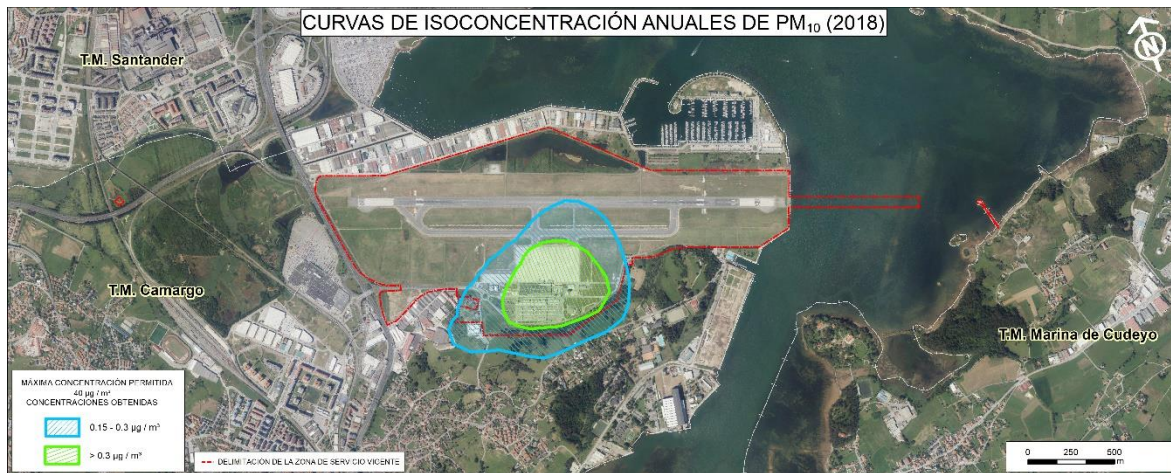 CURVAS DE ISOCONCENTRACIÓN ANUALES DE PM₁₀ (2018)
N
T.M. Santander
T.M. Camargo
T.M. Marina de Cudeyo
MÁXIMA CONCENTRACIÓN PERMITIDA
40 µg / m³
CONCENTRACIONES OBTENIDAS
0.15 - 0.3 µg / m³
> 0.3 µg / m³
DELIMITACIÓN DE LA ZONA DE SERVICIO VICENTE
0 250 500
m